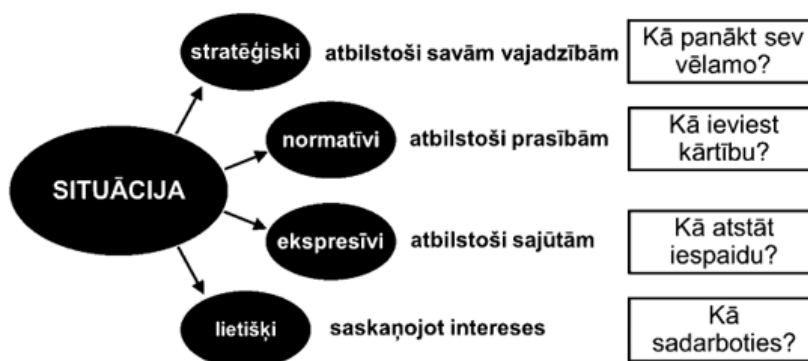 stratēģiski atbilstoši savām vajadzībām Kā panākt sev
vēlamo?
normatīvi atbilstoši prasībām Kā ieviest
kārtību?
SITUĀCIJA
ekspresīvi atbilstoši sajūtām Kā atstāt
iespaidu?
lietišķi saskaņojot intereses Kā
sadarboties?